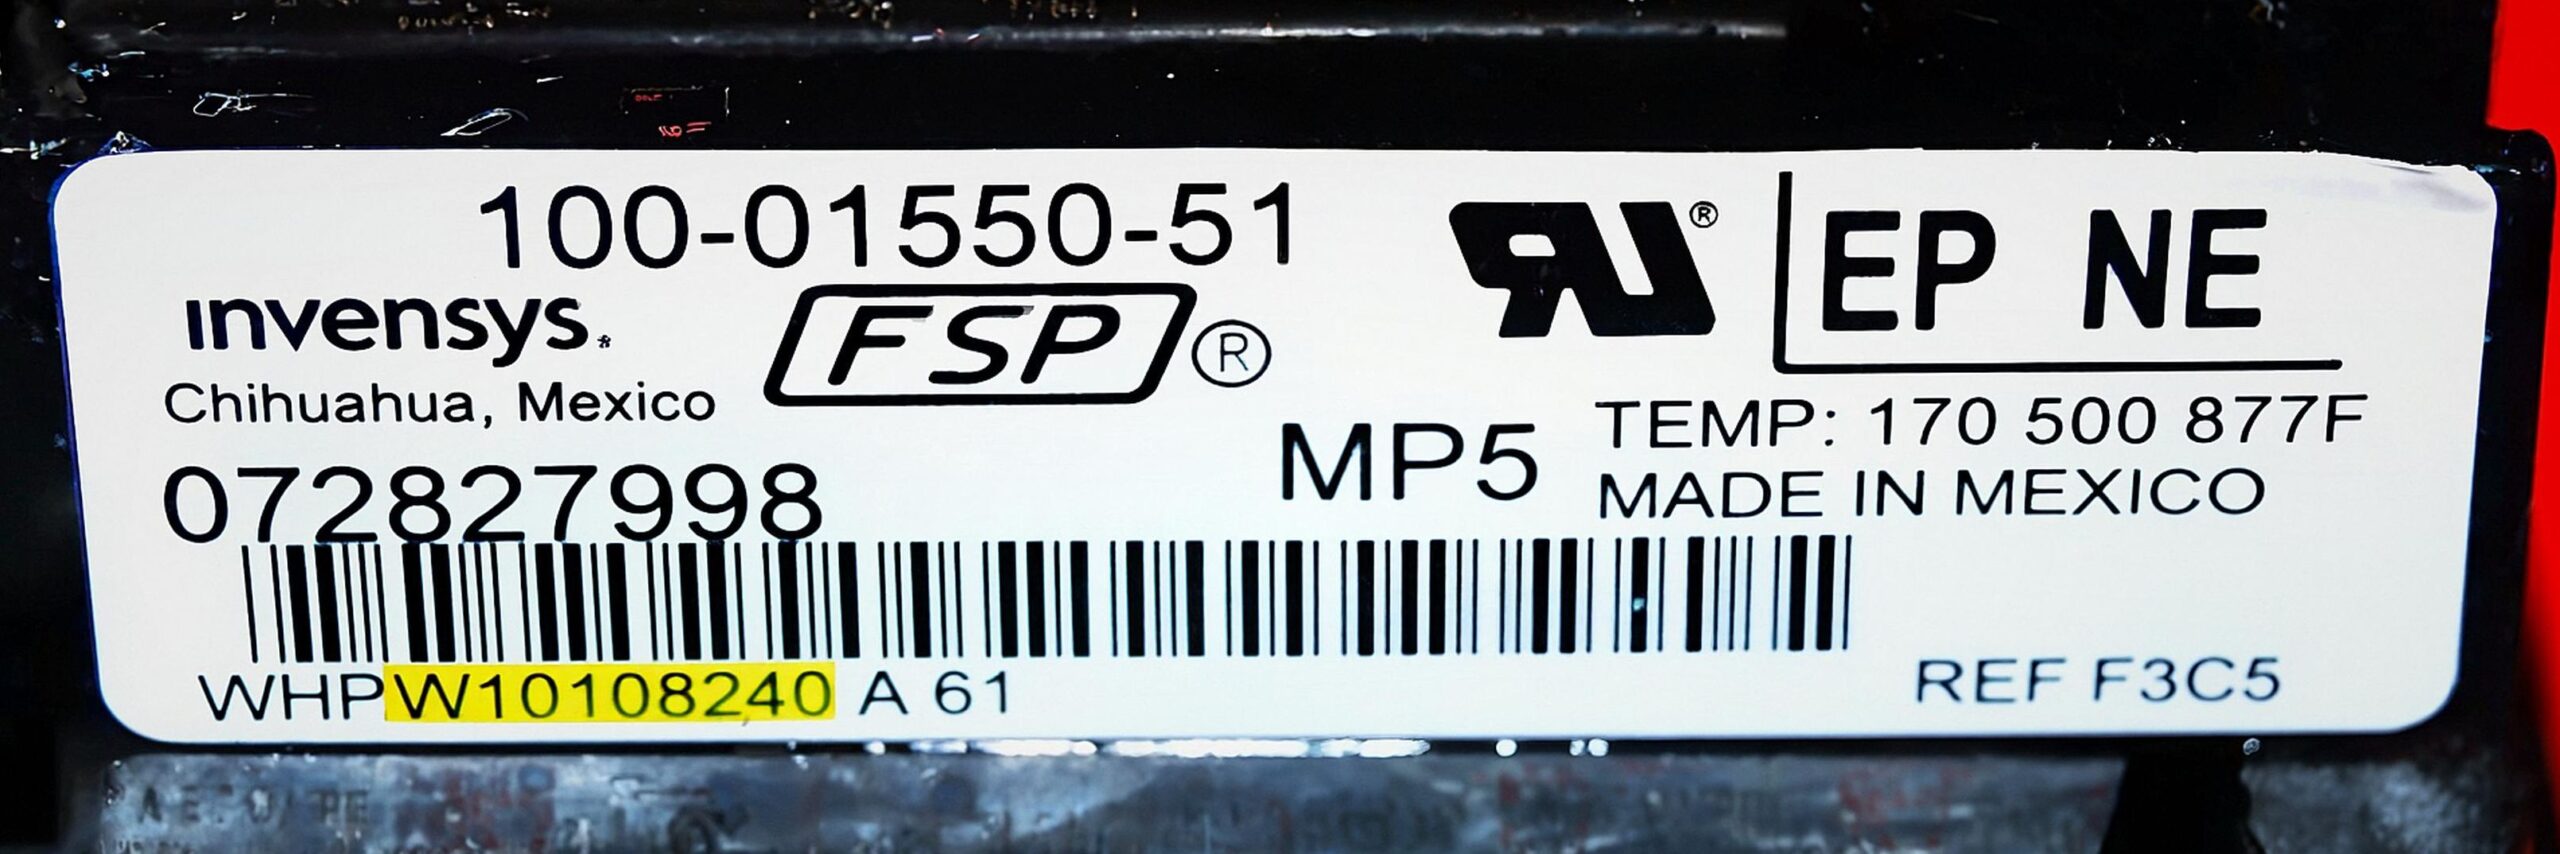 100-01550-51
invensys®
Chihuahua, Mexico
FSP®
®
EP NE
072827998
MP5
TEMP: 170 500 877F
MADE IN MEXICO
WHPW10108240 A 61
REF F3C5